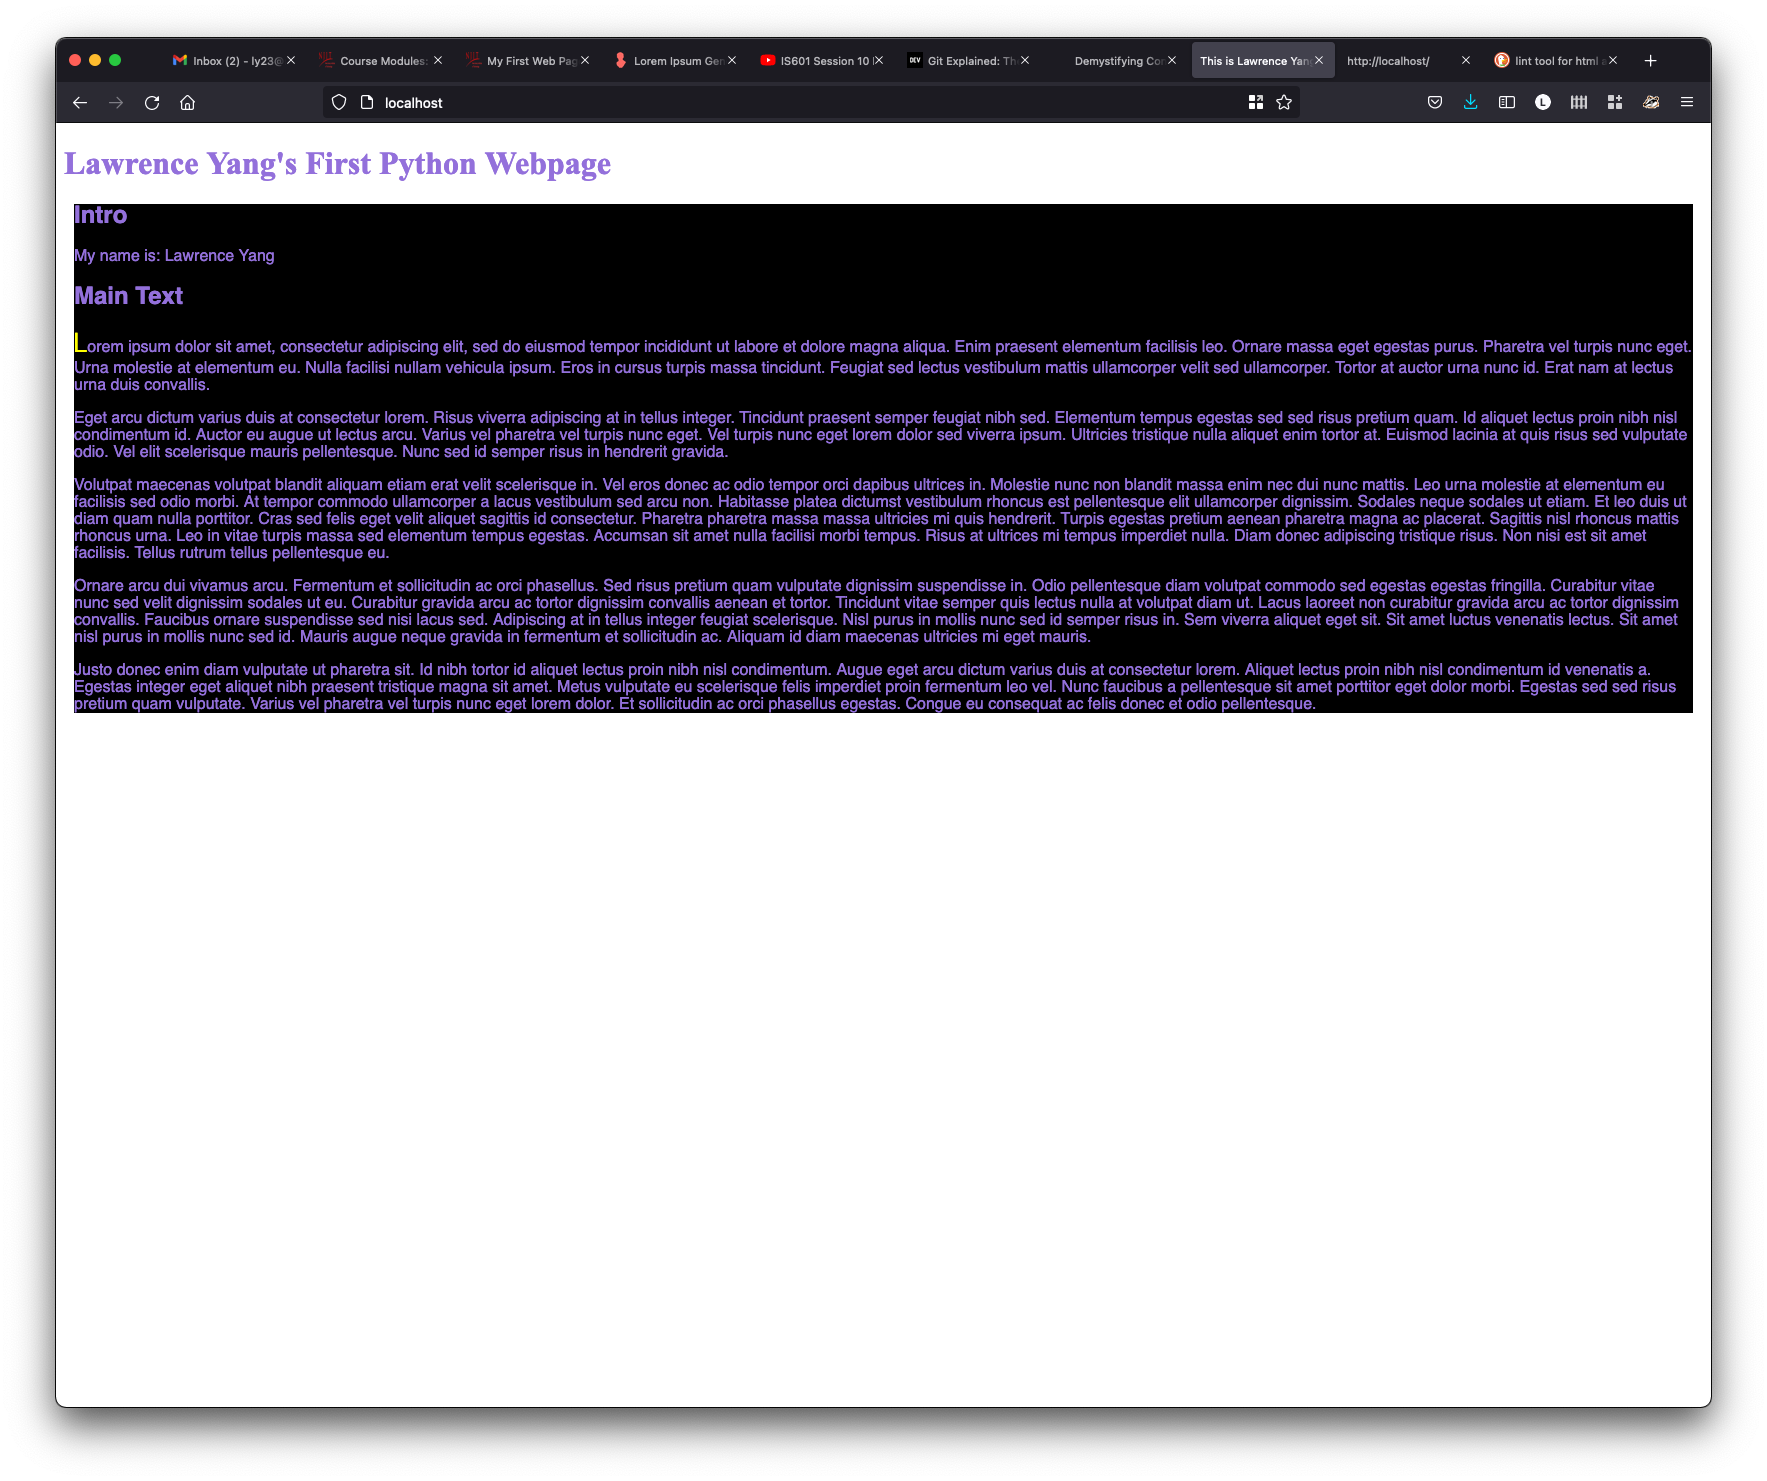 Inbox (2) - ly23@
Course Modules:
My First Web Pag
Lorem Ipsum Gen
IS601 Session 10
Git Explained: Th
Demystifying Cor
This is Lawrence Yan
http://localhost/
lint tool for html a
localhost
Lawrence Yang's First Python Webpage
Intro
My name is: Lawrence Yang
Main Text
Lorem ipsum dolor sit amet, consectetur adipiscing elit, sed do eiusmod tempor incididunt ut labore et dolore magna aliqua. Enim praesent elementum facilisis leo. Ornare massa eget egestas purus. Pharetra vel turpis nunc eget.
Urna molestie at elementum eu. Nulla facilisi nullam vehicula ipsum. Eros in cursus turpis massa tincidunt. Feugiat sed lectus vestibulum mattis ullamcorper velit sed ullamcorper. Tortor at auctor urna nunc id. Erat nam at lectus
urna duis convallis.
Eget arcu dictum varius duis at consectetur lorem. Risus viverra adipiscing at in tellus integer. Tincidunt praesent semper feugiat nibh sed. Elementum tempus egestas sed sed risus pretium quam. Id aliquet lectus proin nibh nisl
condimentum id. Auctor eu augue ut lectus arcu. Varius vel pharetra vel turpis nunc eget. Vel turpis nunc eget lorem dolor sed viverra ipsum. Ultricies tristique nulla aliquet enim tortor at. Euismod lacinia at quis risus sed vulputate
odio. Vel elit scelerisque mauris pellentesque. Nunc sed id semper risus in hendrerit gravida.
Volutpat maecenas volutpat blandit aliquam etiam erat velit scelerisque in. Vel eros donec ac odio tempor orci dapibus ultrices in. Molestie nunc non blandit massa enim nec dui nunc mattis. Leo urna molestie at elementum eu
facilisis sed odio morbi. At tempor commodo ullamcorper a lacus vestibulum sed arcu non. Habitasse platea dictumst vestibulum rhoncus est pellentesque elit ullamcorper dignissim. Sodales neque sodales ut etiam. Et leo duis ut
diam quam nulla porttitor. Cras sed felis eget velit aliquet sagittis id consectetur. Pharetra pharetra massa massa ultricies mi quis hendrerit. Turpis egestas pretium aenean pharetra magna ac placerat. Sagittis nisl rhoncus mattis
rhoncus urna. Leo in vitae turpis massa sed elementum tempus egestas. Accumsan sit amet nulla facilisi morbi tempus. Risus at ultrices mi tempus imperdiet nulla. Diam donec adipiscing tristique risus. Non nisi est sit amet
facilisis. Tellus rutrum tellus pellentesque eu.
Ornare arcu dui vivamus arcu. Fermentum et sollicitudin ac orci phasellus. Sed risus pretium quam vulputate dignissim suspendisse in. Odio pellentesque diam volutpat commodo sed egestas egestas fringilla. Curabitur vitae
nunc sed velit dignissim sodales ut eu. Curabitur gravida arcu ac tortor dignissim convallis aenean et tortor. Tincidunt vitae semper quis lectus nulla at volutpat diam ut. Lacus laoreet non curabitur gravida arcu ac tortor dignissim
convallis. Faucibus ornare suspendisse sed nisi lacus sed. Adipiscing at in tellus integer feugiat scelerisque. Nisl purus in mollis nunc sed id semper risus in. Sem viverra aliquet eget sit. Sit amet luctus venenatis lectus. Sit amet
nisl purus in mollis nunc sed id. Mauris augue neque gravida in fermentum et sollicitudin ac. Aliquam id diam maecenas ultricies mi eget mauris.
Justo donec enim diam vulputate ut pharetra sit. Id nibh tortor id aliquet lectus proin nibh nisl condimentum. Augue eget arcu dictum varius duis at consectetur lorem. Aliquet lectus proin nibh nisl condimentum id venenatis a.
Egestas integer eget aliquet nibh praesent tristique magna sit amet. Metus vulputate eu scelerisque felis imperdiet proin fermentum leo vel. Nunc faucibus a pellentesque sit amet porttitor eget dolor morbi. Egestas sed sed risus
pretium quam vulputate. Varius vel pharetra vel turpis nunc eget lorem dolor. Et sollicitudin ac orci phasellus egestas. Congue eu consequat ac felis donec et odio pellentesque.